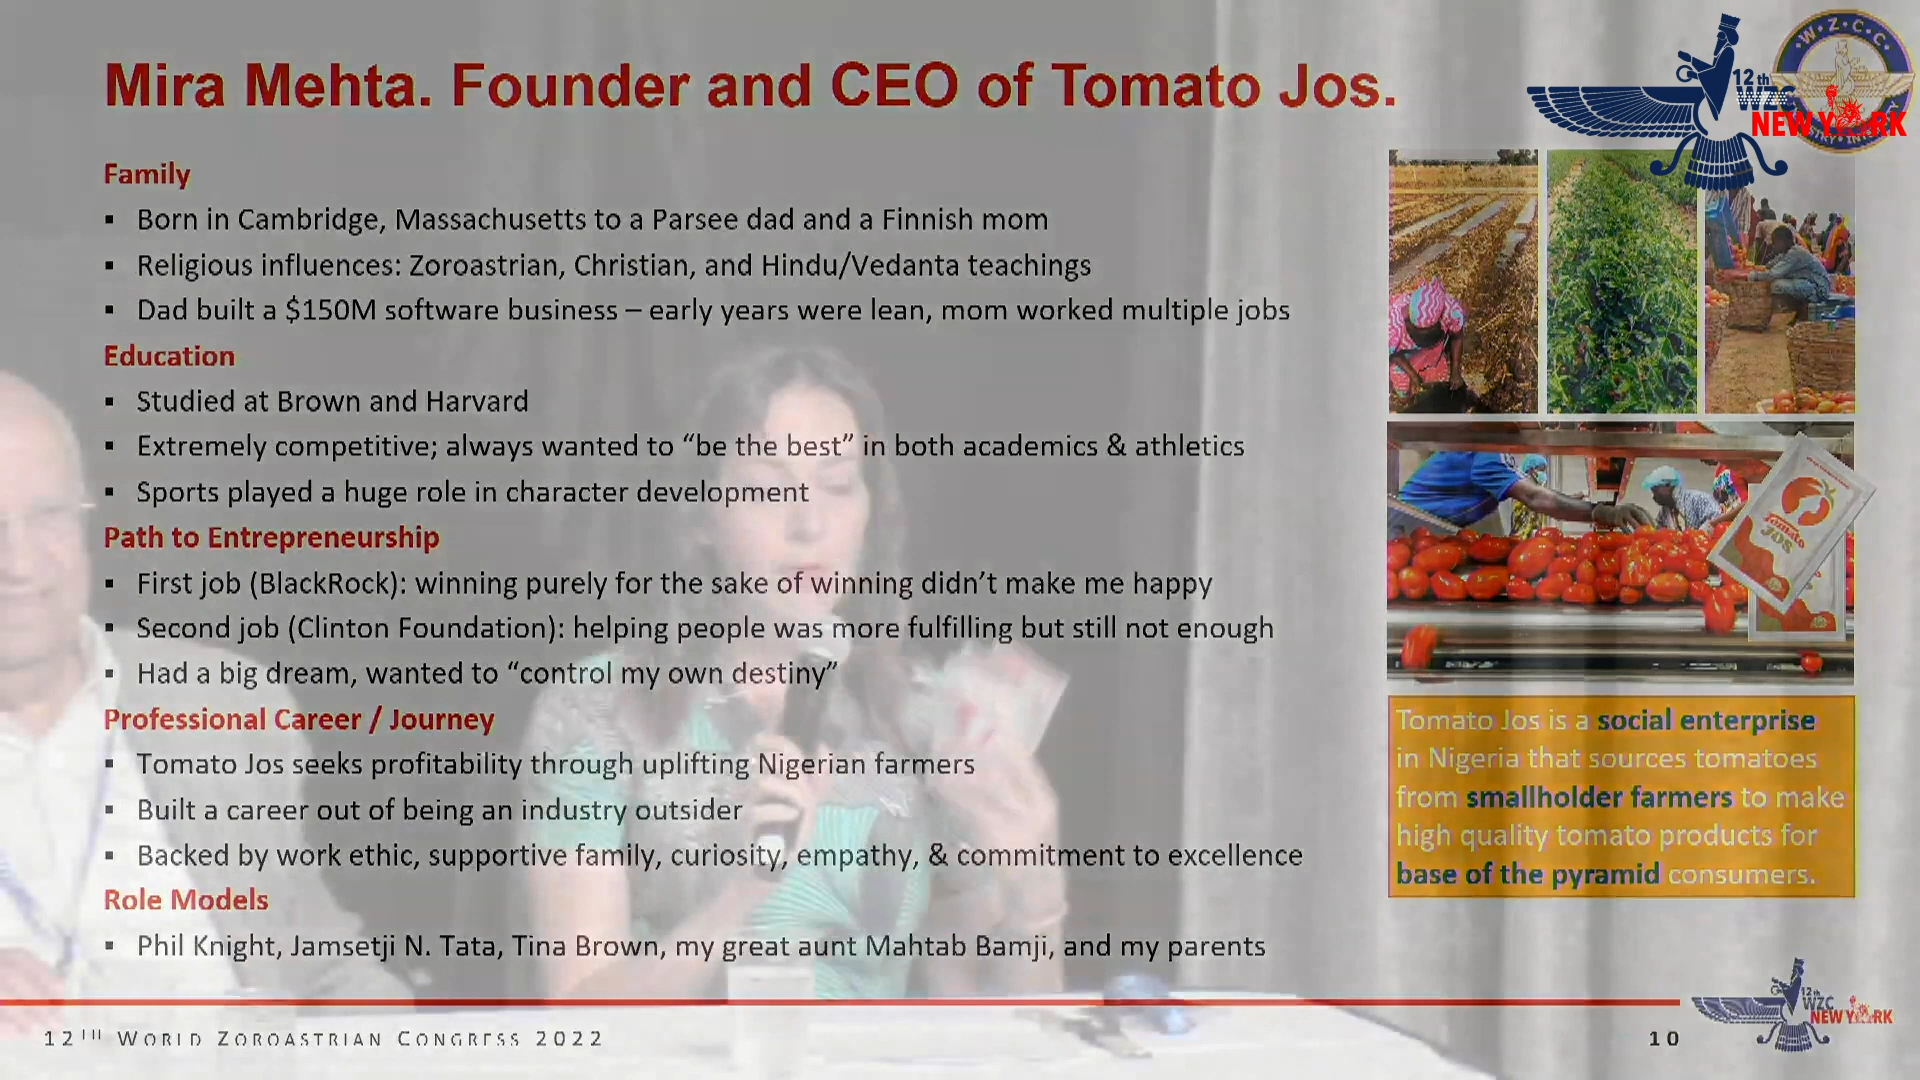 Mira Mehta. Founder and CEO of Tomato Jos.
Family
▪ Born in Cambridge, Massachusetts to a Parsee dad and a Finnish mom
▪ Religious influences: Zoroastrian, Christian, and Hindu/Vedanta teachings
▪ Dad built a $150M software business – early years were lean, mom worked multiple jobs
Education
▪ Studied at Brown and Harvard
▪ Extremely competitive; always wanted to “be the best” in both academics & athletics
▪ Sports played a huge role in character development
Path to Entrepreneurship
▪ First job (BlackRock): winning purely for the sake of winning didn’t make me happy
▪ Second job (Clinton Foundation): helping people was more fulfilling but still not enough
▪ Had a big dream, wanted to “control my own destiny”
Professional Career / Journey
▪ Tomato Jos seeks profitability through uplifting Nigerian farmers
▪ Built a career out of being an industry outsider
▪ Backed by work ethic, supportive family, curiosity, empathy, & commitment to excellence
Role Models
▪ Phil Knight, Jamsetji N. Tata, Tina Brown, my great aunt Mahtab Bamji, and my parents
W·Z·C·C
12th
WZC
NEW YORK
Tomato
JOS
Tomato Jos is a social enterprise
in Nigeria that sources tomatoes
from smallholder farmers to make
high quality tomato products for
base of the pyramid consumers.
12TH WORLD ZOROASTRIAN CONGRESS 2022
10
12th
WZC
NEW YORK